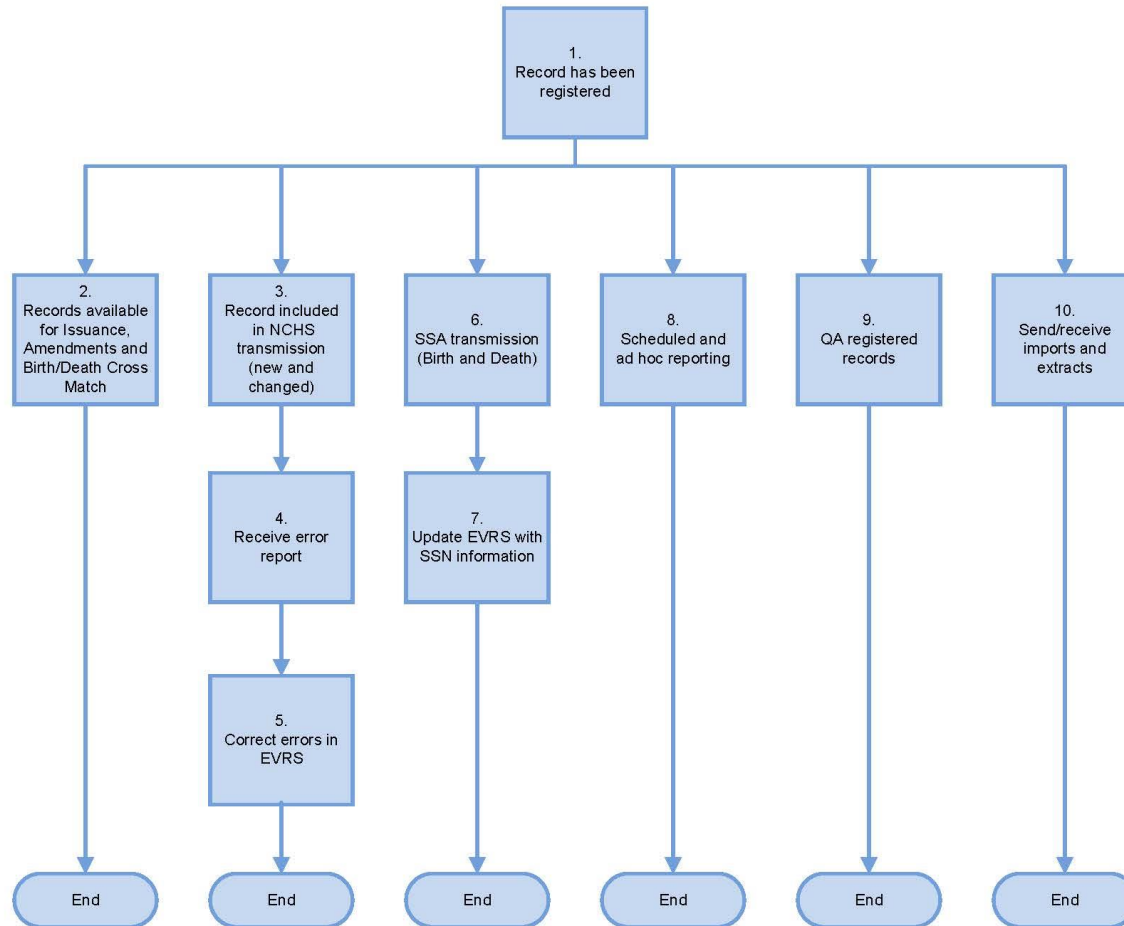 1.
Record has been
registered
2.
Records available
for Issuance,
Amendments and
Birth/Death Cross
Match
3.
Record included
in NCHS
transmission
(new and
changed)
6.
SSA transmission
(Birth and Death)
8.
Scheduled and
ad hoc reporting
9.
QA registered
records
10.
Send/receive
imports and
extracts
4.
Receive error
report
7.
Update EVRS with
SSN information
5.
Correct errors in
EVRS
End
End
End
End
End
End